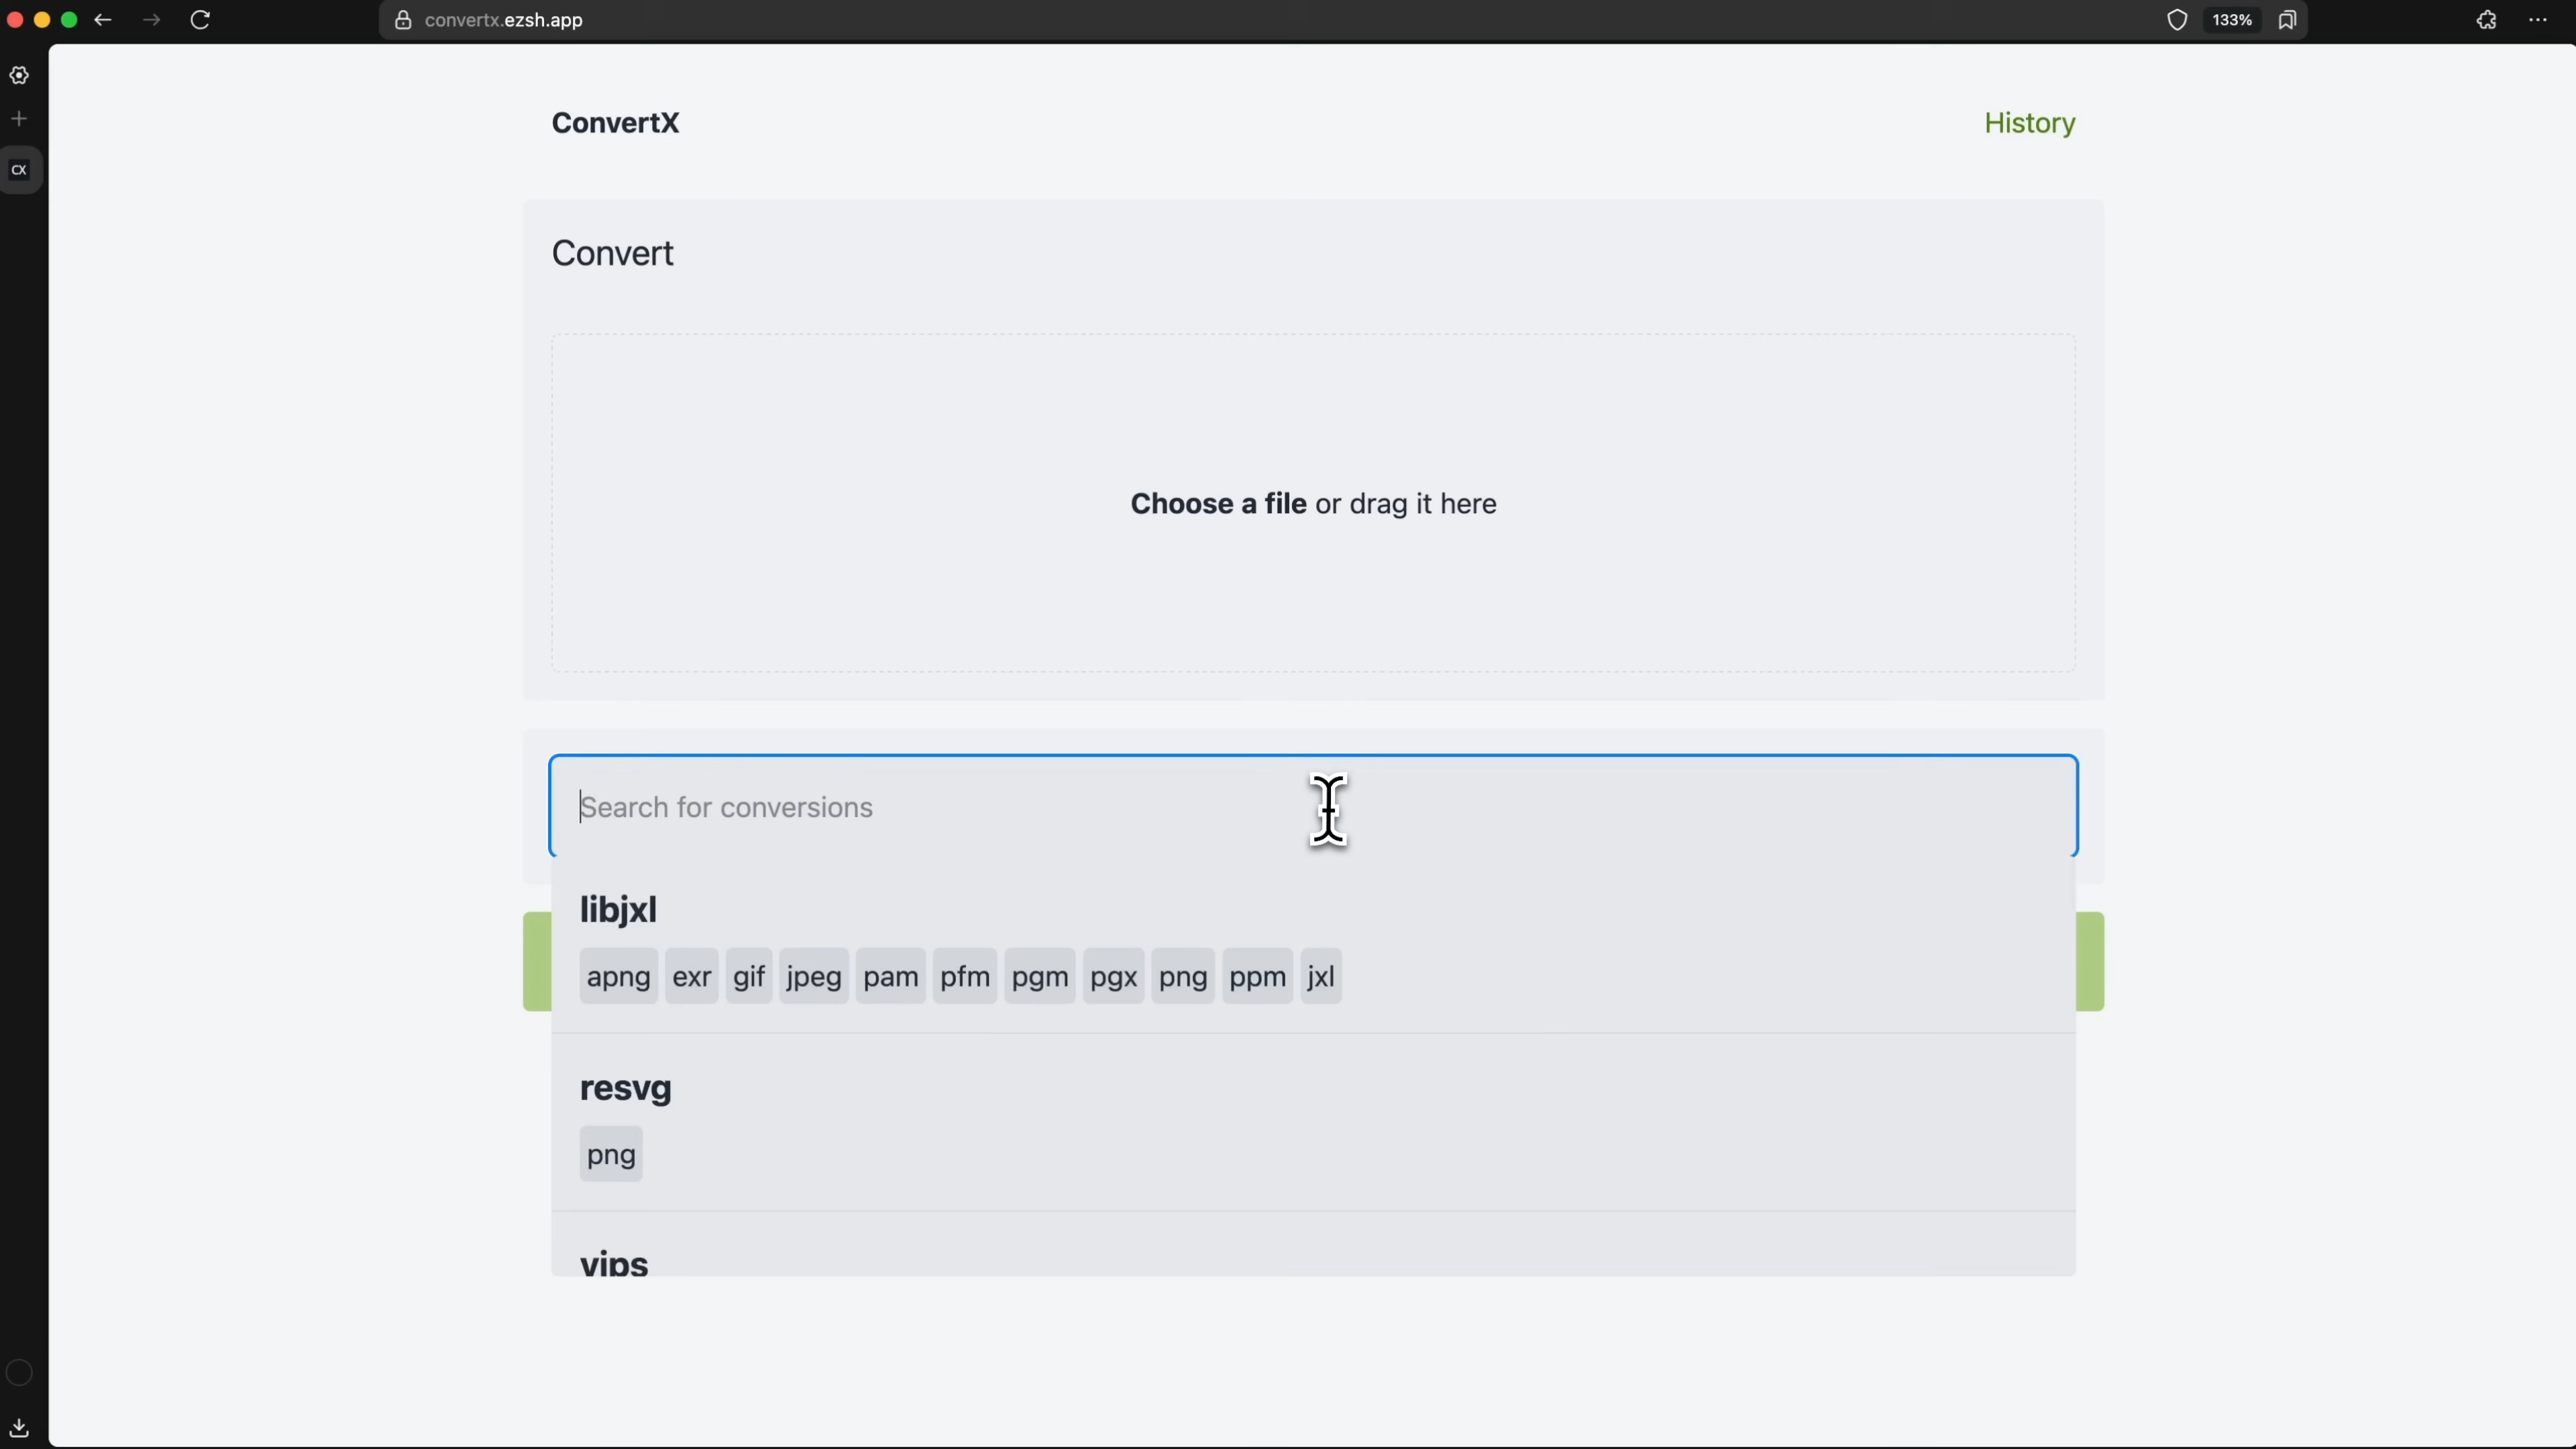 convertx.ezsh.app
133%
CX
ConvertX
History
Convert
Choose a file or drag it here
Search for conversions
libjxl
apng exr gif jpeg pam pfm pgm pgx png ppm jxl
resvg
png
vips